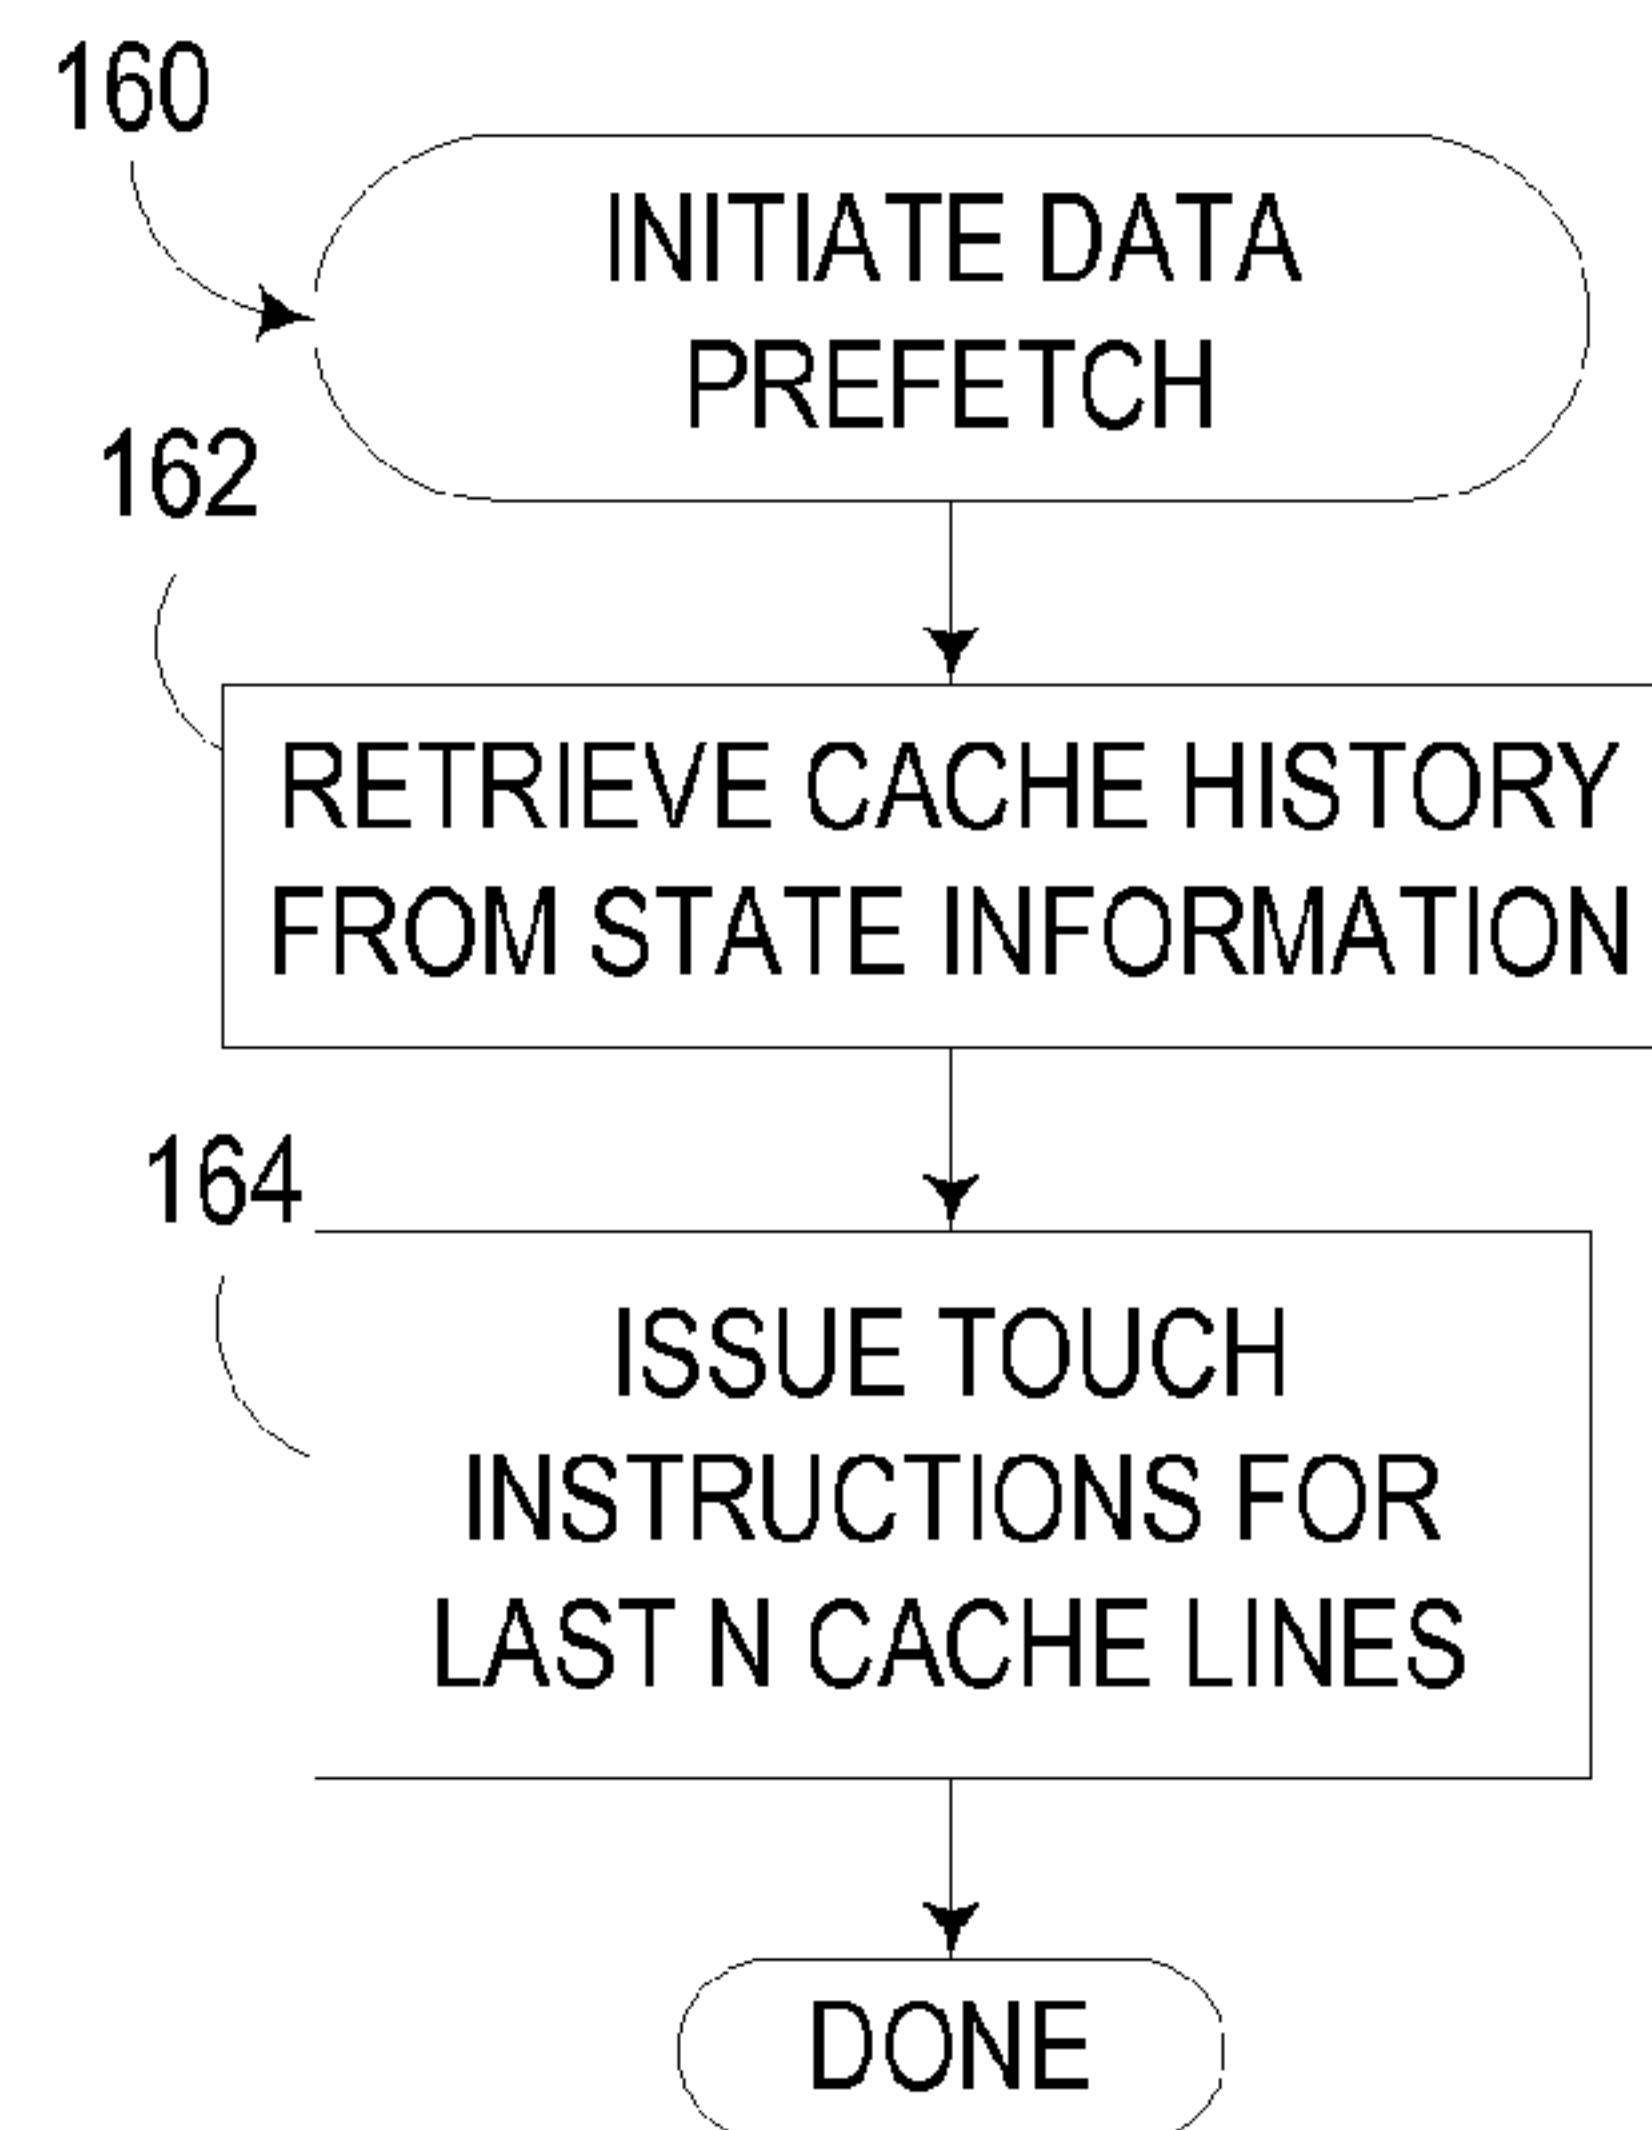 160
INITIATE DATA
PREFETCH
162
RETRIEVE CACHE HISTORY
FROM STATE INFORMATION
164
ISSUE TOUCH
INSTRUCTIONS FOR
LAST N CACHE LINES
DONE